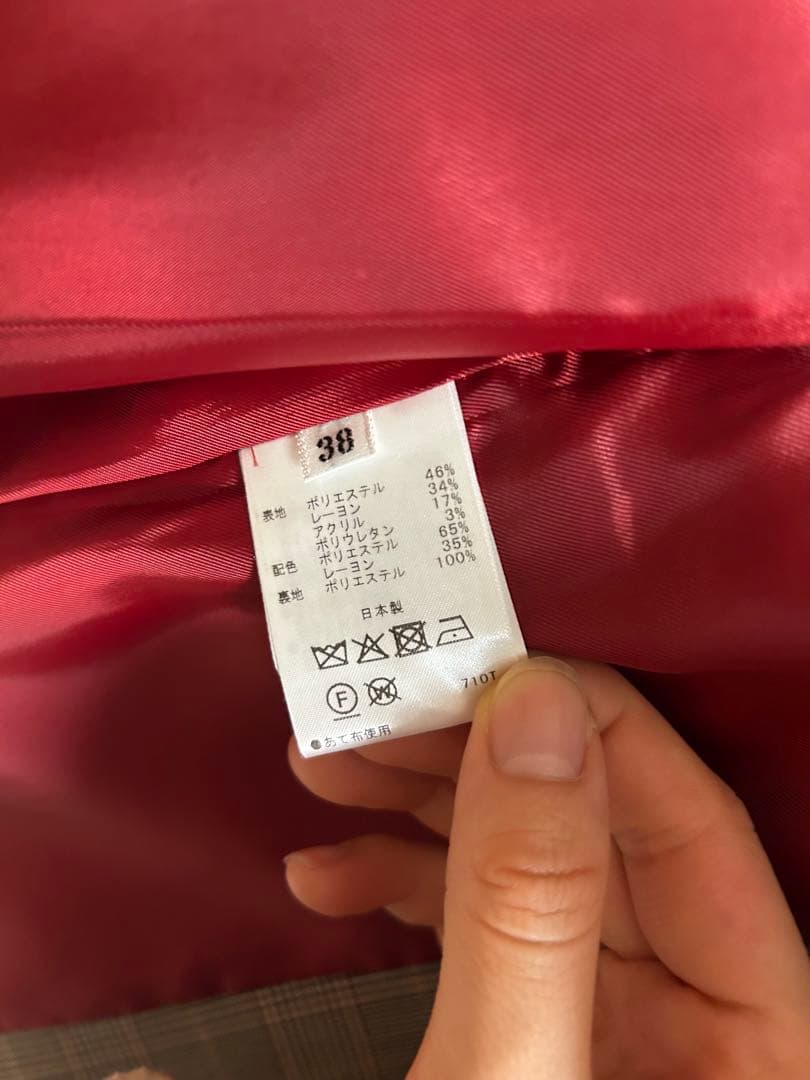 38
表地 ポリエステル 46%
レーヨン 34%
アクリル 17%
ポリウレタン 3%
配色 ポリエステル 65%
レーヨン 35%
裏地 ポリエステル 100%
日本製
F W
710T
●あて布使用